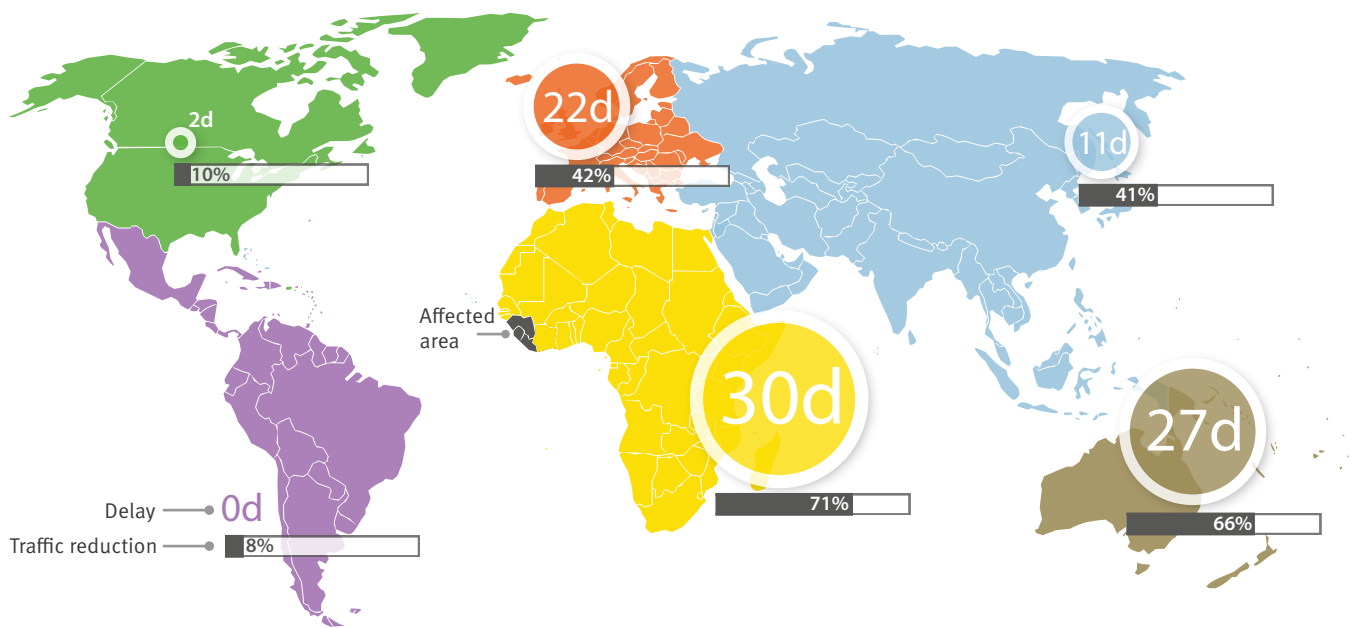 2d
10%
22d
42%
11d
41%
Affected
area
30d
71%
27d
66%
Delay
0d
Traffic reduction
8%